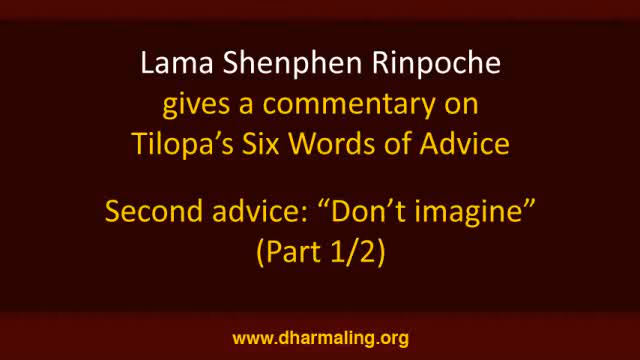 Lama Shenphen Rinpoche
gives a commentary on
Tilopa’s Six Words of Advice
Second advice: “Don’t imagine”
(Part 1/2)
www.dharmaling.org